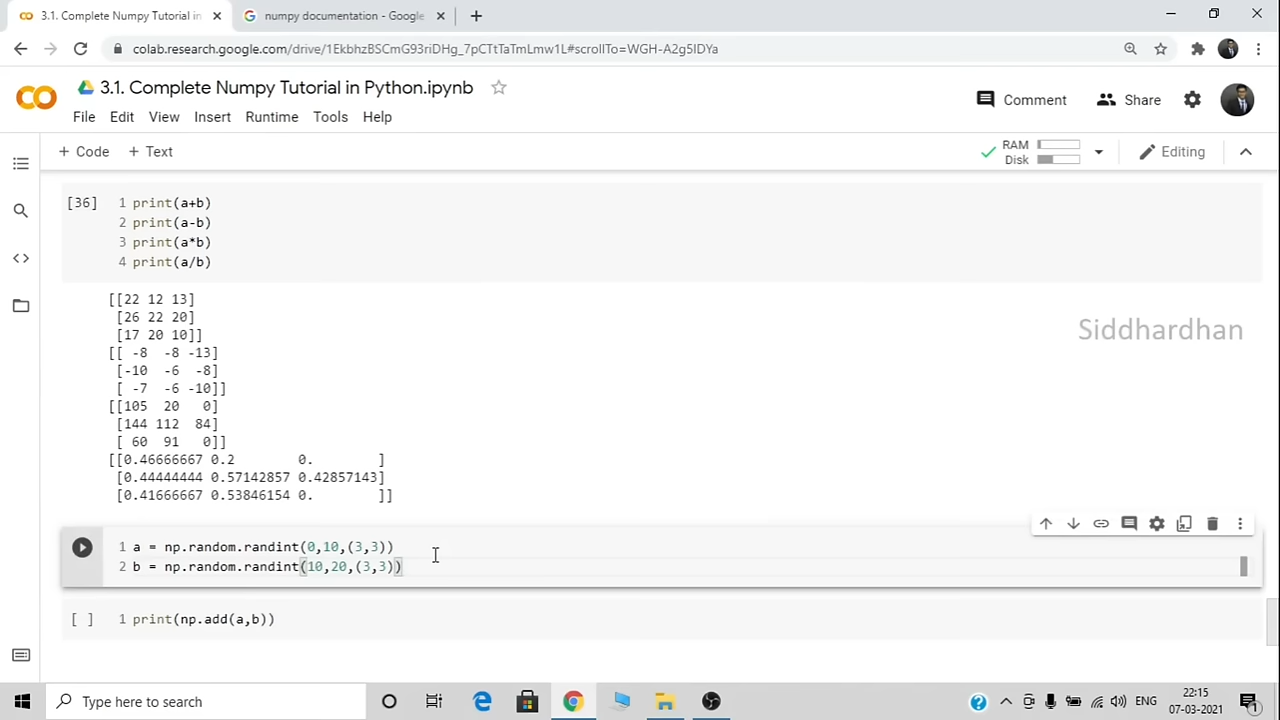 3.1. Complete Numpy Tutorial in
numpy documentation - Google
colab.research.google.com/drive/1EkbhzBSCmG93riDHg_7pCTtTaTmLmw1L#scrollTo=WGH-A2g5IDYa
3.1. Complete Numpy Tutorial in Python.ipynb
Comment
Share
File Edit View Insert Runtime Tools Help
+ Code + Text
RAM
Disk
Editing
[36]
1 print(a+b)
2 print(a-b)
3 print(a*b)
4 print(a/b)
[[22 12 13]
[26 22 20]
[17 20 10]]
[[ -8 -8 -13]
[-10 -6 -8]
[ -7 -6 -10]]
[[105 20 0]
[144 112 84]
[ 60 91 0]]
[[0.46666667 0.2 0. ]
[0.44444444 0.57142857 0.42857143]
[0.41666667 0.53846154 0. ]]
Siddhardhan
1 a = np.random.randint(0,10,(3,3))
2 b = np.random.randint(10,20,(3,3))
[ ] 1 print(np.add(a,b))
Type here to search
ENG
22:15
07-03-2021